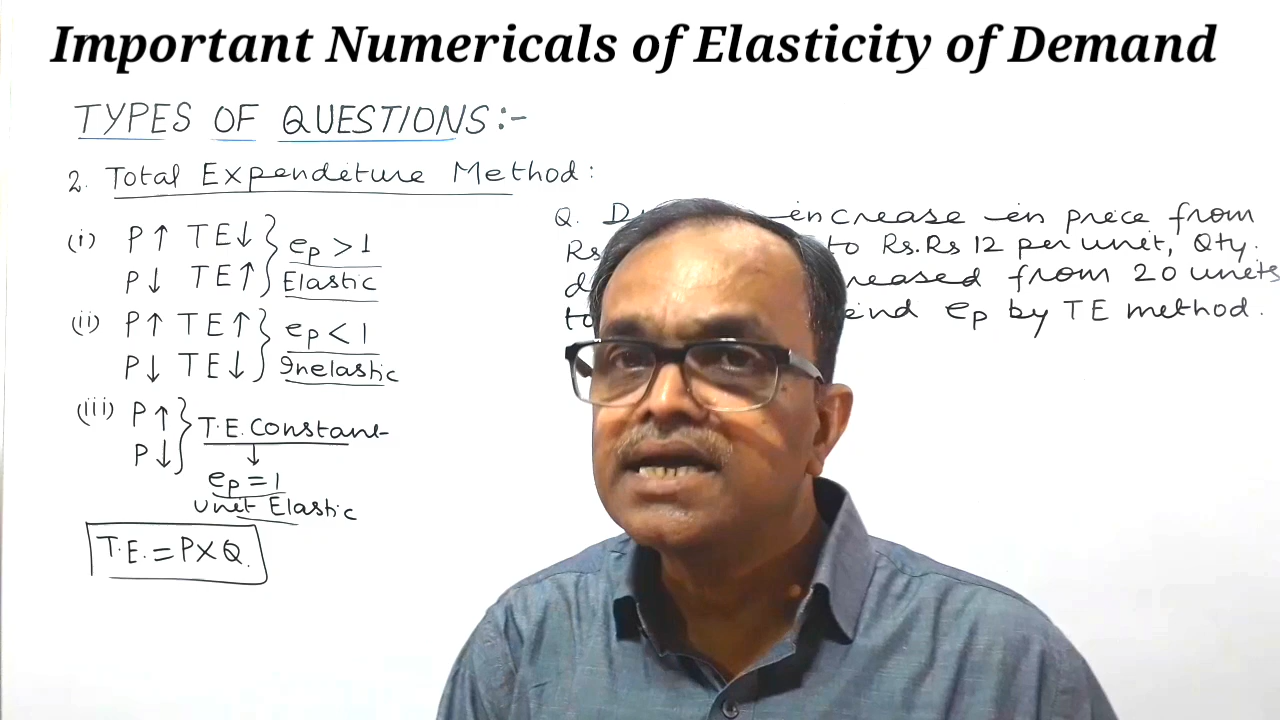 Important Numericals of Elasticity of Demand
TYPES OF QUESTIONS:-
2. Total Expenditure Method:
(i) P↑ TE↓ } ep > 1
P↓ TE↑ } Elastic
(ii) P↑ TE↑ } ep < 1
P↓ TE↓ } Inelastic
(iii) P↑ } T.E. Constant
P↓ } ↓
ep = 1
unit Elastic
T.E. = P×Q.
Q. increase in price from
Rs to Rs.Rs 12 per unit, Qty.
from 20 units
to ep by TE method.